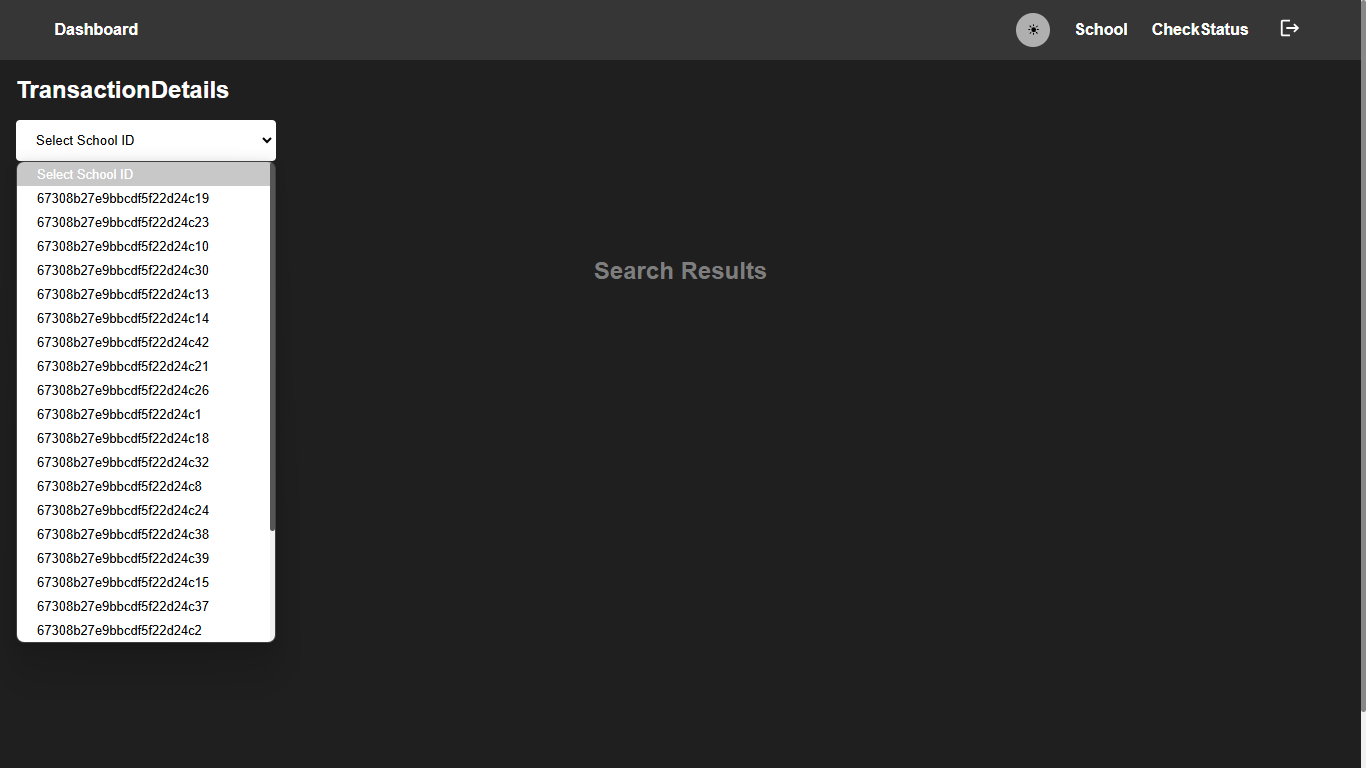 Dashboard
School
CheckStatus
TransactionDetails
Select School ID
Select School ID
67308b27e9bbcdf5f22d24c19
67308b27e9bbcdf5f22d24c23
67308b27e9bbcdf5f22d24c10
67308b27e9bbcdf5f22d24c30
67308b27e9bbcdf5f22d24c13
67308b27e9bbcdf5f22d24c14
67308b27e9bbcdf5f22d24c42
67308b27e9bbcdf5f22d24c21
67308b27e9bbcdf5f22d24c26
67308b27e9bbcdf5f22d24c1
67308b27e9bbcdf5f22d24c18
67308b27e9bbcdf5f22d24c32
67308b27e9bbcdf5f22d24c8
67308b27e9bbcdf5f22d24c24
67308b27e9bbcdf5f22d24c38
67308b27e9bbcdf5f22d24c39
67308b27e9bbcdf5f22d24c15
67308b27e9bbcdf5f22d24c37
67308b27e9bbcdf5f22d24c2
Search Results